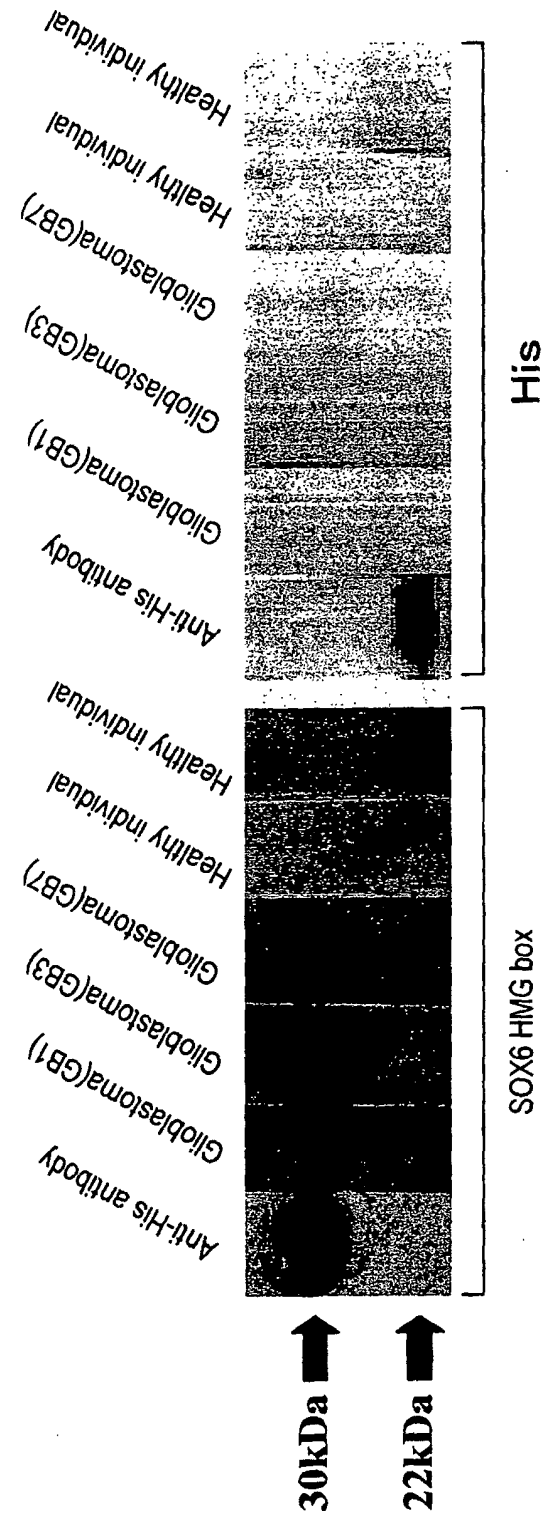 Anti-His antibody
Glioblastoma(GB1)
Glioblastoma(GB3)
Glioblastoma(GB7)
Healthy individual
Healthy individual
Anti-His antibody
Glioblastoma(GB1)
Glioblastoma(GB3)
Glioblastoma(GB7)
Healthy individual
Healthy individual
30kDa
22kDa
SOX6 HMG box
His